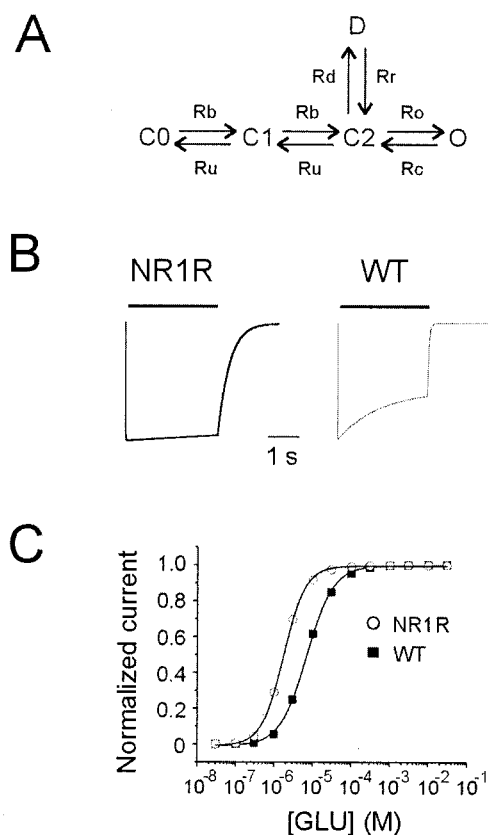 A
D
Rd Rr
Rb Rb Ro
C0 C1 C2 O
Ru Ru Rc
B
NR1R WT
1 s
C
Normalized current
1.0
0.8
0.6
0.4
0.2
0
NR1R
WT
10-8 10-7 10-6 10-5 10-4 10-3 10-2 10-1
[GLU] (M)